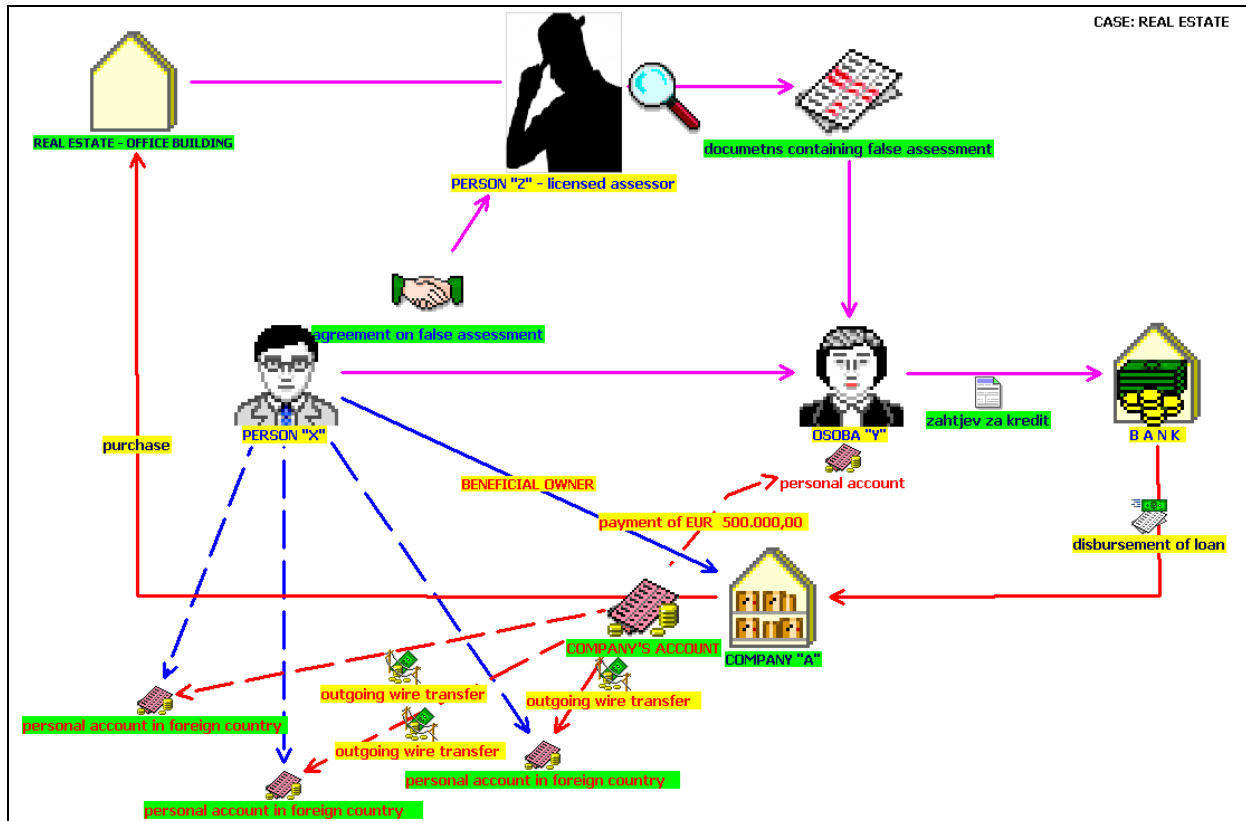 CASE: REAL ESTATE
REAL ESTATE - OFFICE BUILDING
documetns containing false assessment
PERSON "Z" - licensed assessor
agreement on false assessment
PERSON "X"
OSOBA "Y"
zahtjev za kredit
B A N K
purchase
personal account
BENEFICIAL OWNER
payment of EUR 500.000,00
disbursement of loan
COMPANY'S ACCOUNT
COMPANY "A"
outgoing wire transfer
outgoing wire transfer
personal account in foreign country
outgoing wire transfer
personal account in foreign country
personal account in foreign country